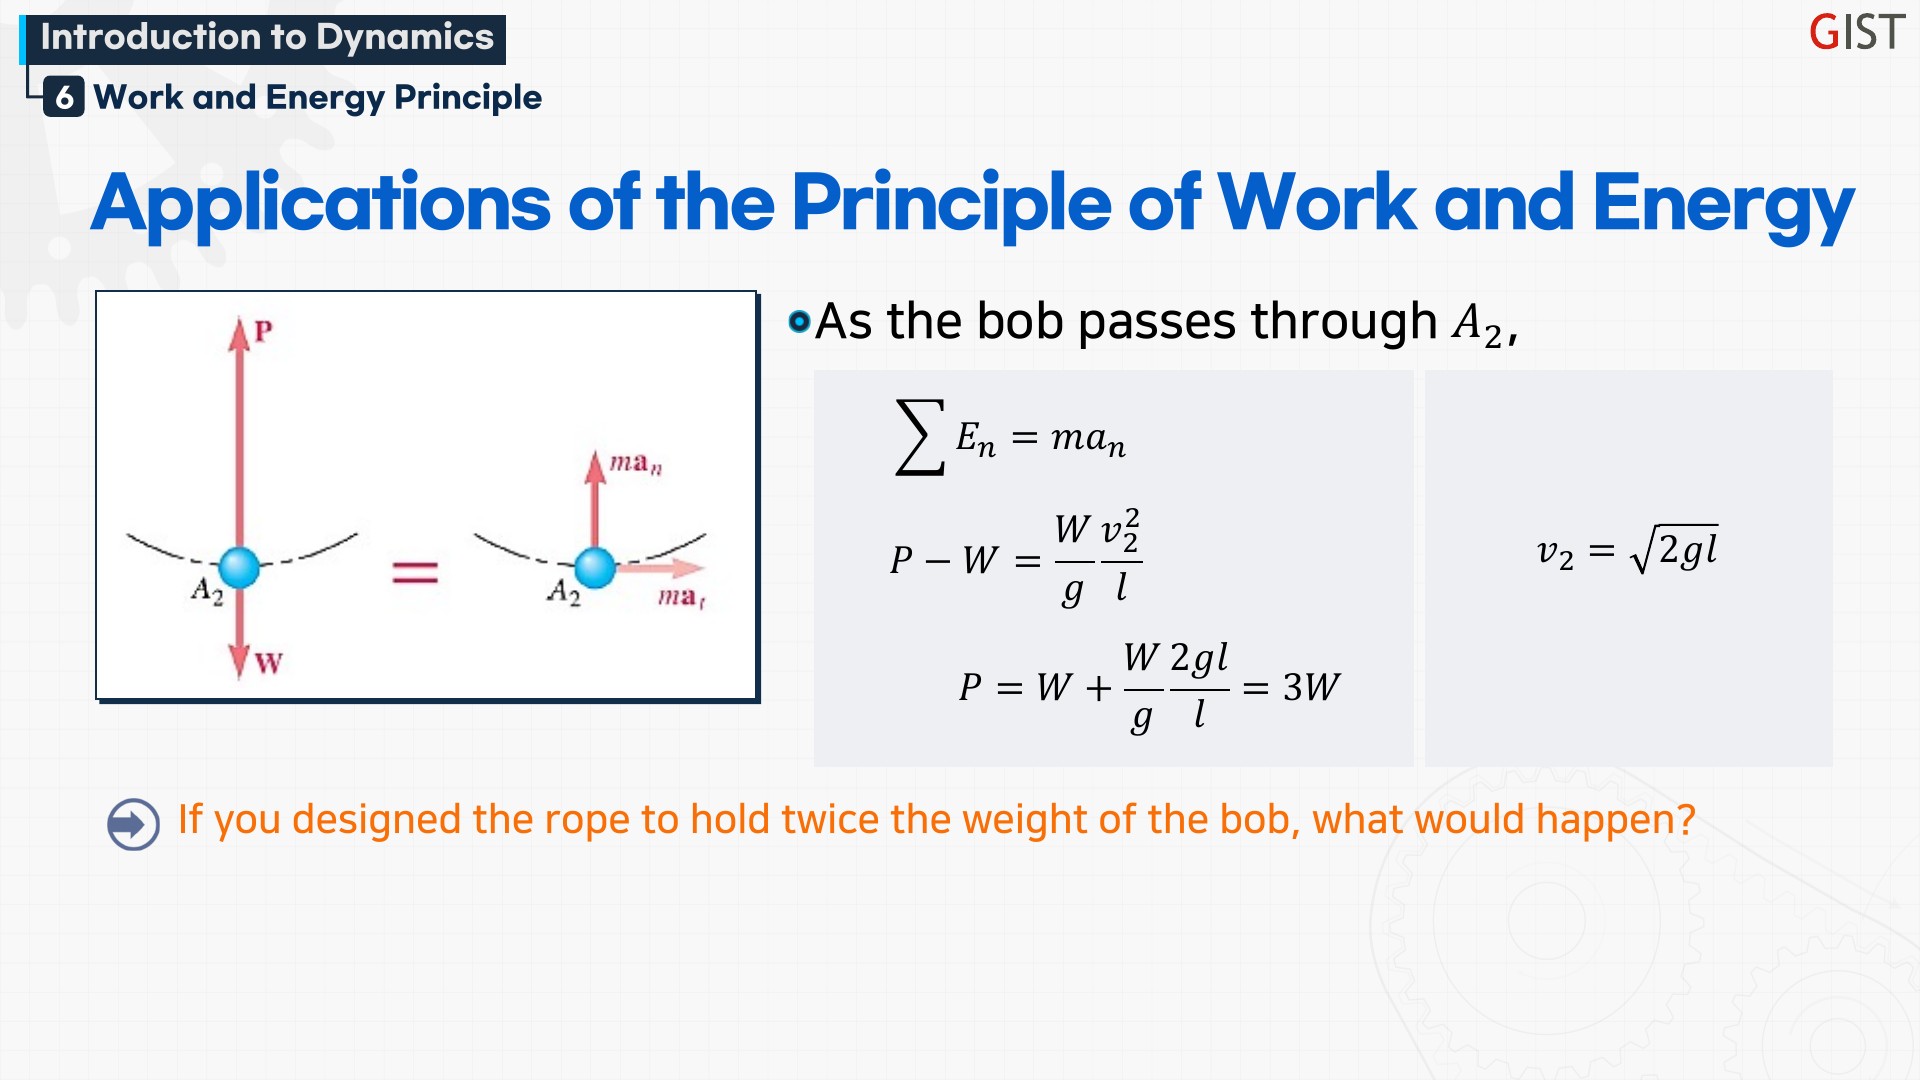 Introduction to Dynamics
GIST
6 Work and Energy Principle
Applications of the Principle of Work and Energy
P
A₂
W
=
maₙ
A₂
maₜ
As the bob passes through A₂,
∑ Eₙ = maₙ
P − W = W/g v₂²/l
P = W + W/g 2gl/l = 3W
v₂ = √2gl
If you designed the rope to hold twice the weight of the bob, what would happen?